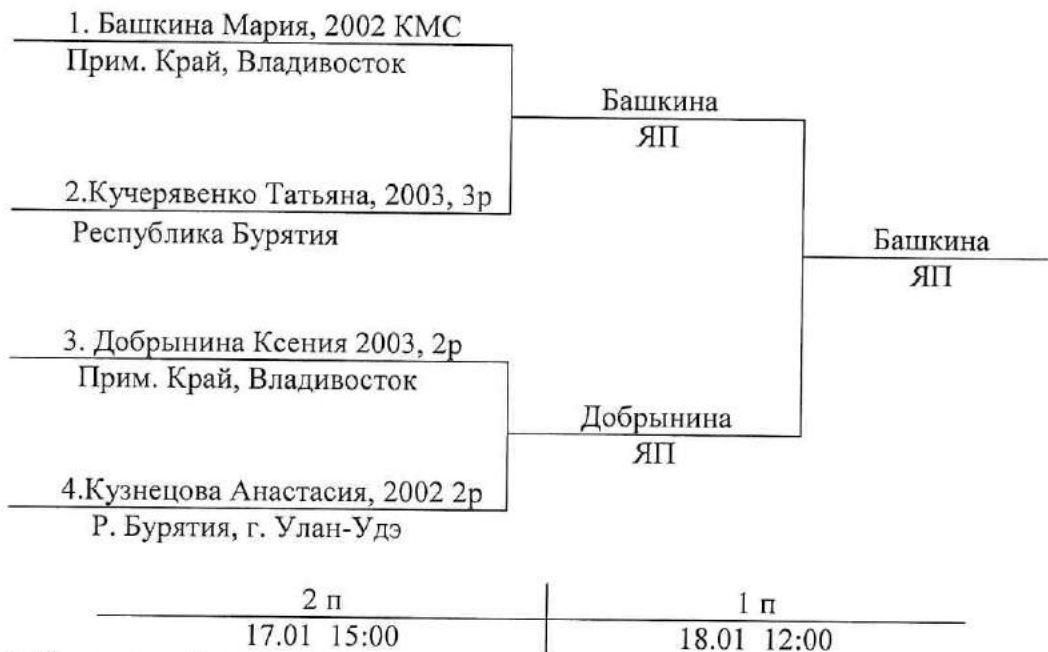 1. Башкина Мария, 2002 КМС
Прим. Край, Владивосток
Башкина
ЯП
2.Кучерявенко Татьяна, 2003, 3р
Республика Бурятия
Башкина
ЯП
3. Добрынина Ксения 2003, 2р
Прим. Край, Владивосток
Добрынина
ЯП
4.Кузнецова Анастасия, 2002 2р
Р. Бурятия, г. Улан-Удэ
2 п
1 п
17.01 15:00
18.01 12:00